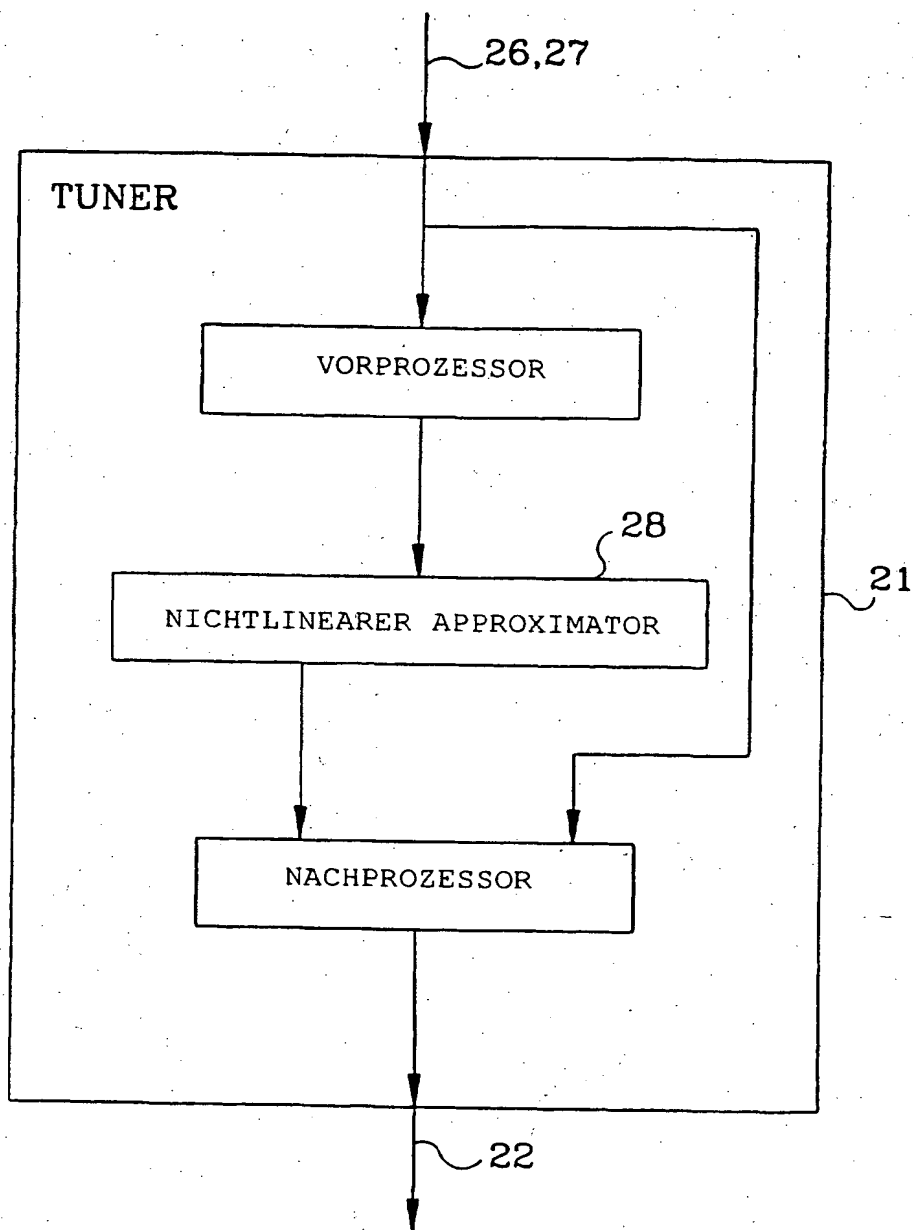 26,27
TUNER
VORPROZESSOR
28
NICHTLINEARER APPROXIMATOR
21
NACHPROZESSOR
22